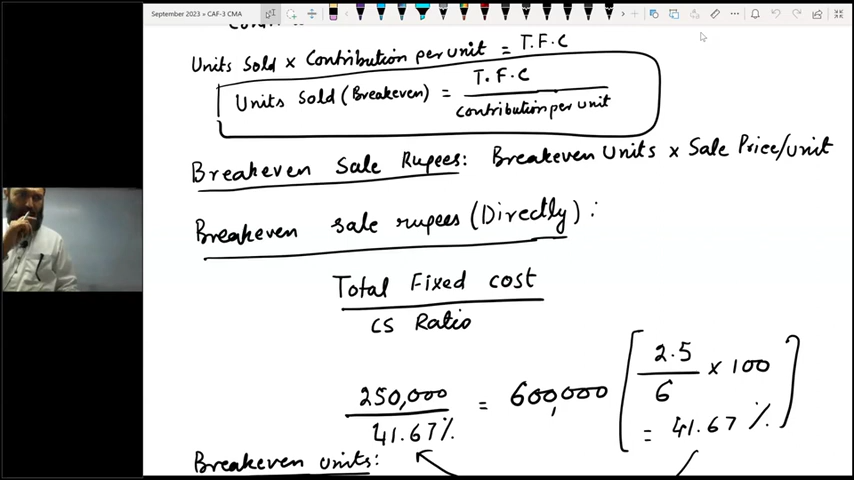 September 2023 » CAF-3 CMA
Units Sold x Contribution per unit = T.F.C
Units Sold (Breakeven) = T.F.C / Contribution per unit
Breakeven Sale Rupees: Breakeven Units x Sale Price/unit
Breakeven sale rupees (Directly):
Total Fixed cost
CS Ratio
250,000 / 41.67% = 600,000 [ 2.5 / 6 x 100
= 41.67 % ]
Breakeven units: